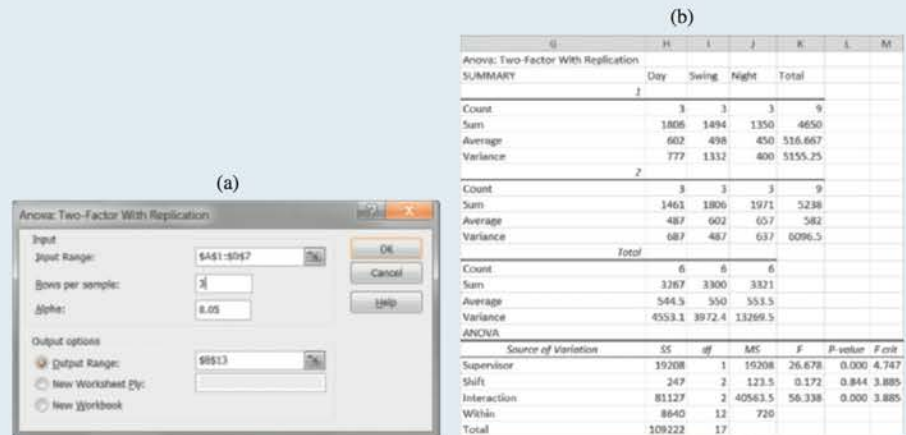 (a)
Anova: Two-Factor With Replication
Input
Input Range: $A$1:$D$7
Rows per sample: 3
Alpha: 0.05
OK
Cancel
Help
Output options
Output Range: $B$13
New Worksheet Ply:
New Workbook
(b)
G H I J K L M
Anova: Two-Factor With Replication
SUMMARY Day Swing Night Total
1
Count 3 3 3 9
Sum 1806 1494 1350 4650
Average 602 498 450 516.667
Variance 777 1332 400 5155.25
2
Count 3 3 3 9
Sum 1461 1806 1971 5238
Average 487 602 657 582
Variance 687 487 637 6096.5
Total
Count 6 6 6
Sum 3267 3300 3321
Average 544.5 550 553.5
Variance 4553.1 3972.4 13269.5
ANOVA
Source of Variation SS df MS F P-value F crit
Supervisor 19208 1 19208 26.678 0.000 4.747
Shift 247 2 123.5 0.172 0.844 3.885
Interaction 81127 2 40563.5 56.338 0.000 3.885
Within 8640 12 720
Total 109222 17